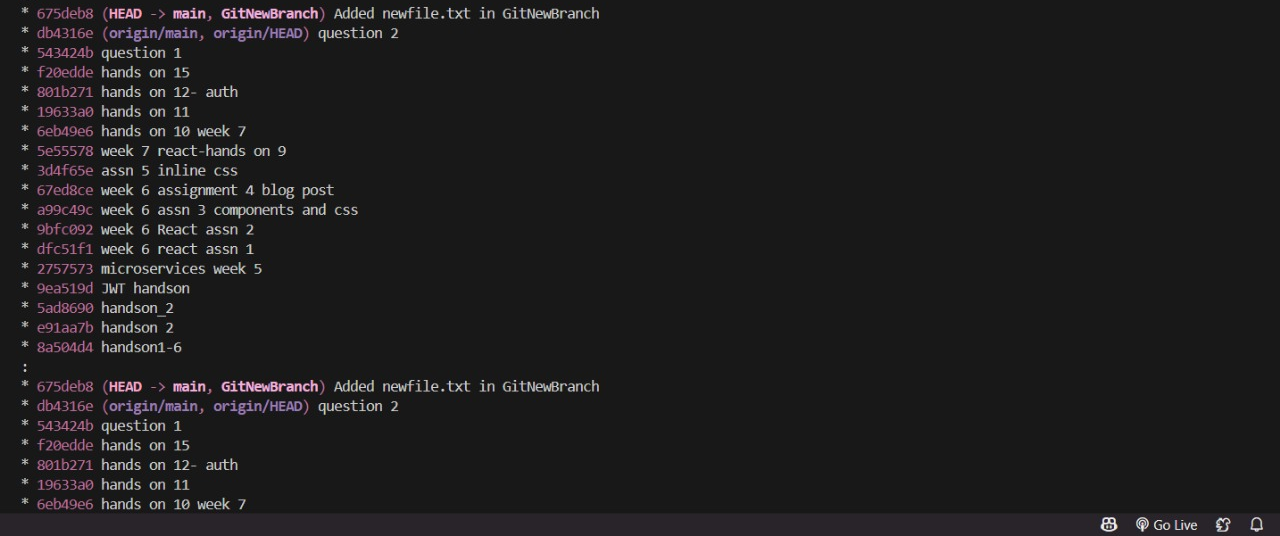 * 675deb8 (HEAD -> main, GitNewBranch) Added newfile.txt in GitNewBranch
* db4316e (origin/main, origin/HEAD) question 2
* 543424b question 1
* f20edde hands on 15
* 801b271 hands on 12- auth
* 19633a0 hands on 11
* 6eb49e6 hands on 10 week 7
* 5e55578 week 7 react-hands on 9
* 3d4f65e assn 5 inline css
* 67ed8ce week 6 assignment 4 blog post
* a99c49c week 6 assn 3 components and css
* 9bfc092 week 6 React assn 2
* dfc51f1 week 6 react assn 1
* 2757573 microservices week 5
* 9ea519d JWT handson
* 5ad8690 handson_2
* e91aa7b handson 2
* 8a504d4 handson1-6
:
* 675deb8 (HEAD -> main, GitNewBranch) Added newfile.txt in GitNewBranch
* db4316e (origin/main, origin/HEAD) question 2
* 543424b question 1
* f20edde hands on 15
* 801b271 hands on 12- auth
* 19633a0 hands on 11
* 6eb49e6 hands on 10 week 7
Go Live